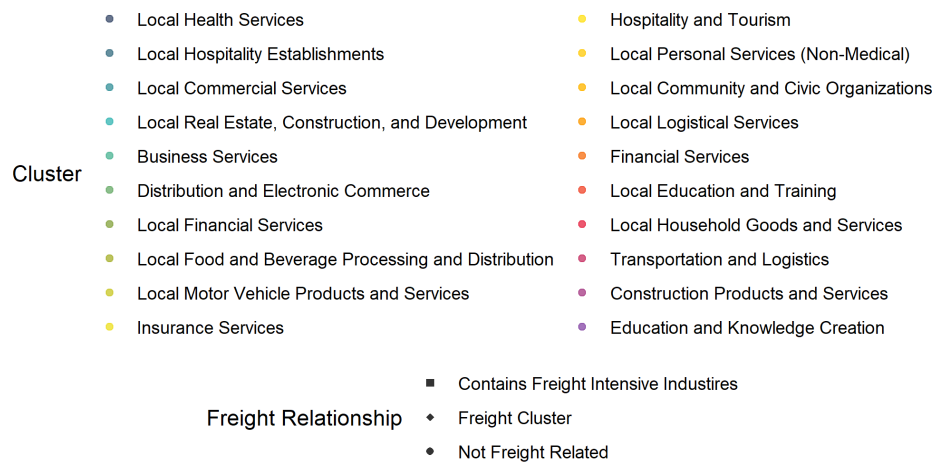 Cluster
Local Health Services
Local Hospitality Establishments
Local Commercial Services
Local Real Estate, Construction, and Development
Business Services
Distribution and Electronic Commerce
Local Financial Services
Local Food and Beverage Processing and Distribution
Local Motor Vehicle Products and Services
Insurance Services
Hospitality and Tourism
Local Personal Services (Non-Medical)
Local Community and Civic Organizations
Local Logistical Services
Financial Services
Local Education and Training
Local Household Goods and Services
Transportation and Logistics
Construction Products and Services
Education and Knowledge Creation
Freight Relationship
Contains Freight Intensive Industires
Freight Cluster
Not Freight Related